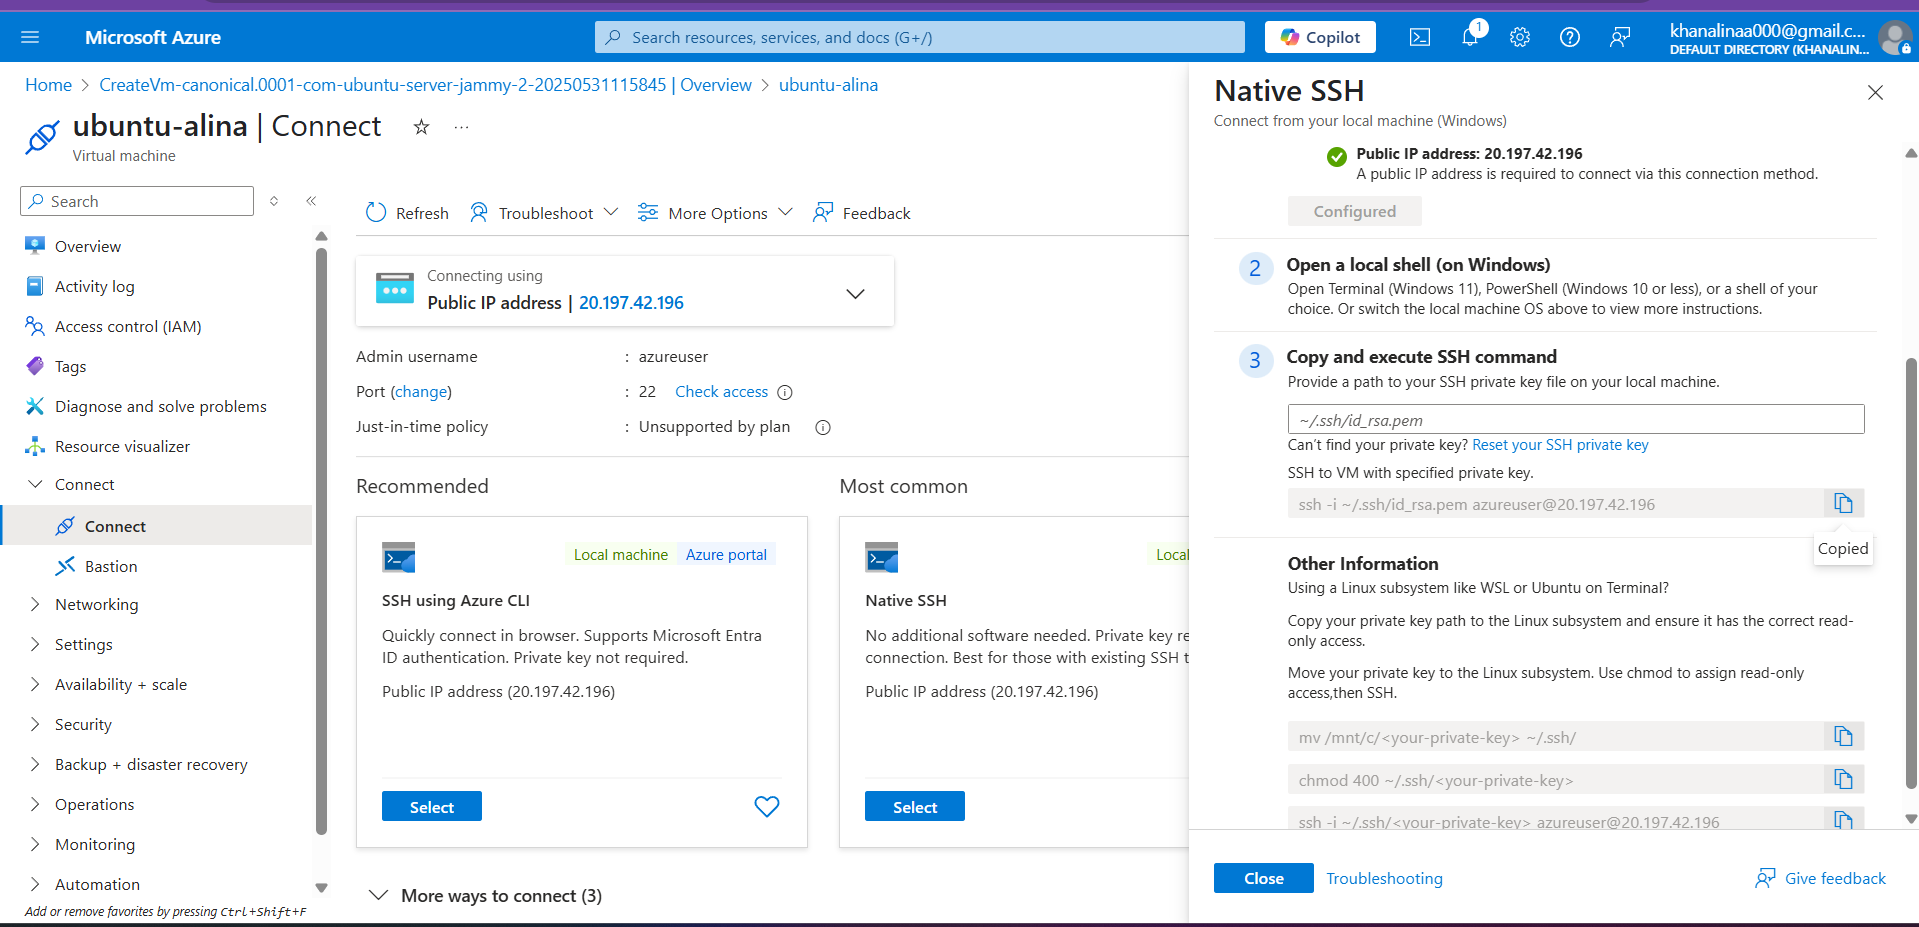 Microsoft Azure
Search resources, services, and docs (G+/)
Copilot
1
khanalinaa000@gmail.c...
DEFAULT DIRECTORY (KHANALIN...
Home > CreateVm-canonical.0001-com-ubuntu-server-jammy-2-20250531115845 | Overview > ubuntu-alina
ubuntu-alina | Connect
Virtual machine
Search
Overview
Activity log
Access control (IAM)
Tags
Diagnose and solve problems
Resource visualizer
Connect
Connect
Bastion
Networking
Settings
Availability + scale
Security
Backup + disaster recovery
Operations
Monitoring
Automation
Add or remove favorites by pressing Ctrl+Shift+F
Refresh
Troubleshoot
More Options
Feedback
Connecting using
Public IP address | 20.197.42.196
Admin username : azureuser
Port (change) : 22 Check access
Just-in-time policy : Unsupported by plan
Recommended
Local machine
Azure portal
SSH using Azure CLI
Quickly connect in browser. Supports Microsoft Entra
ID authentication. Private key not required.
Public IP address (20.197.42.196)
Select
Most common
Local
Native SSH
No additional software needed. Private key re
connection. Best for those with existing SSH t
Public IP address (20.197.42.196)
Select
More ways to connect (3)
Native SSH
Connect from your local machine (Windows)
Public IP address: 20.197.42.196
A public IP address is required to connect via this connection method.
Configured
2
Open a local shell (on Windows)
Open Terminal (Windows 11), PowerShell (Windows 10 or less), or a shell of your
choice. Or switch the local machine OS above to view more instructions.
3
Copy and execute SSH command
Provide a path to your SSH private key file on your local machine.
~/.ssh/id_rsa.pem
Can't find your private key? Reset your SSH private key
SSH to VM with specified private key.
ssh -i ~/.ssh/id_rsa.pem azureuser@20.197.42.196
Copied
Other Information
Using a Linux subsystem like WSL or Ubuntu on Terminal?
Copy your private key path to the Linux subsystem and ensure it has the correct read-
only access.
Move your private key to the Linux subsystem. Use chmod to assign read-only
access,then SSH.
mv /mnt/c/<your-private-key> ~/.ssh/
chmod 400 ~/.ssh/<your-private-key>
ssh -i ~/.ssh/<your-private-key> azureuser@20.197.42.196
Close
Troubleshooting
Give feedback